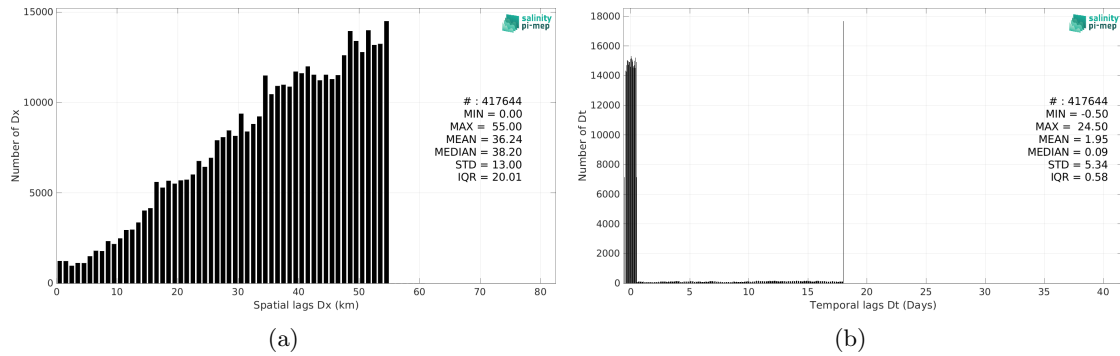 15000
10000
5000
0
Number of Dx
0 10 20 30 40 50 60 70 80
Spatial lags Dx (km)
salinity
pi-mep
# : 417644
MIN = 0.00
MAX = 55.00
MEAN = 36.24
MEDIAN = 38.20
STD = 13.00
IQR = 20.01
(a)
18000
16000
14000
12000
10000
8000
6000
4000
2000
0
Number of Dt
0 5 10 15 20 25 30 35 40
Temporal lags Dt (Days)
salinity
pi-mep
# : 417644
MIN = -0.50
MAX = 24.50
MEAN = 1.95
MEDIAN = 0.09
STD = 5.34
IQR = 0.58
(b)